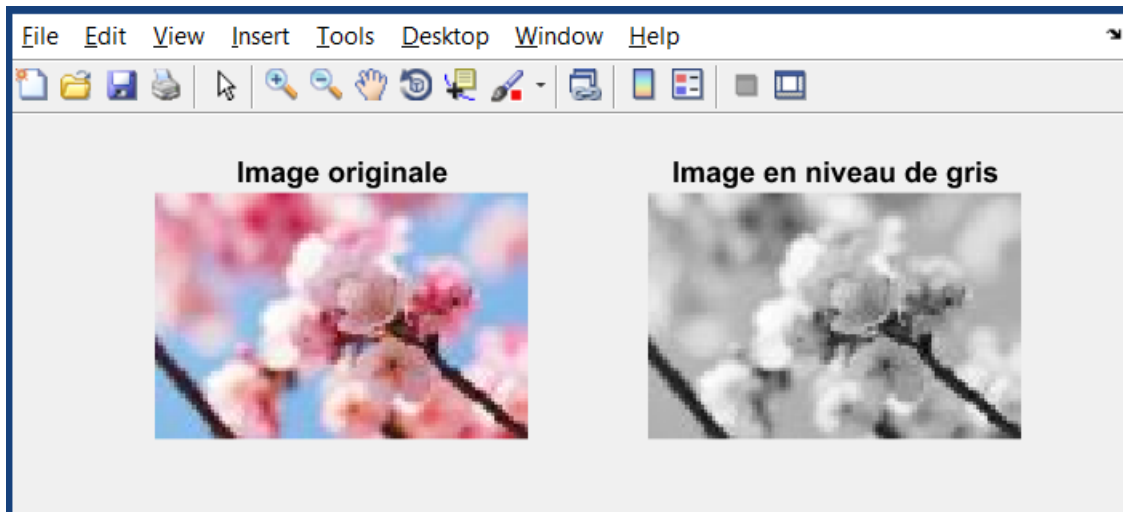 File Edit View Insert Tools Desktop Window Help
Image originale
Image en niveau de gris